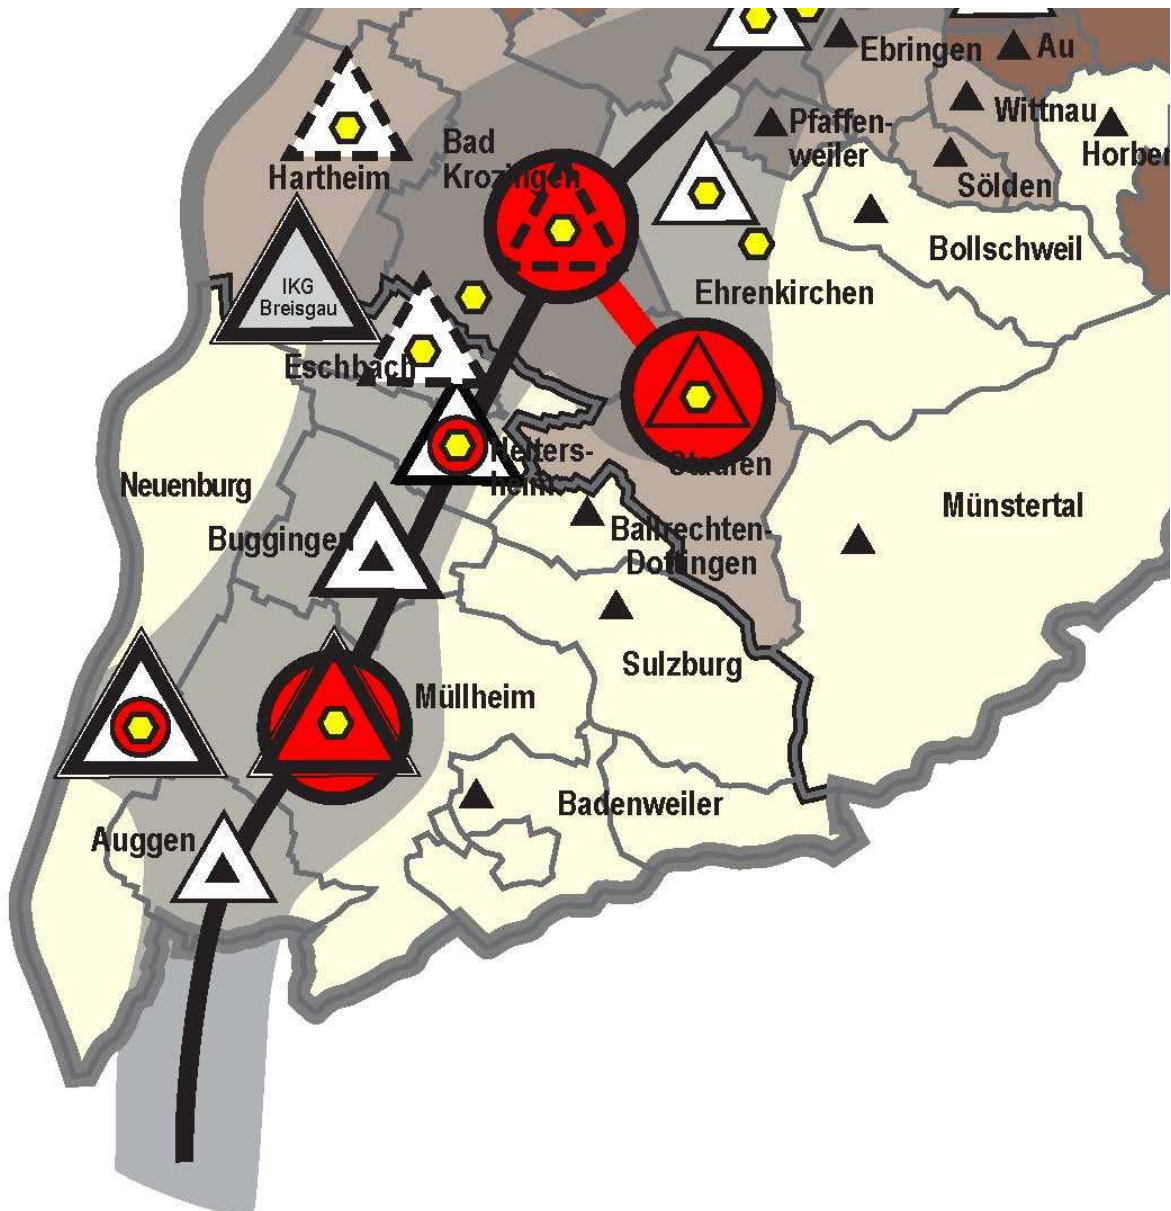 Ebringen
Au
Wittnau
Pfaffen-
weiler
Horben
Bad
Krozingen
Hartheim
Sölden
Bollschweil
IKG
Breisgau
Ehrenkirchen
Eschbach
Heiters-
heim
Staufen
Neuenburg
Münstertal
Buggingen
Ballrechten-
Dottingen
Sulzburg
Müllheim
Badenweiler
Auggen